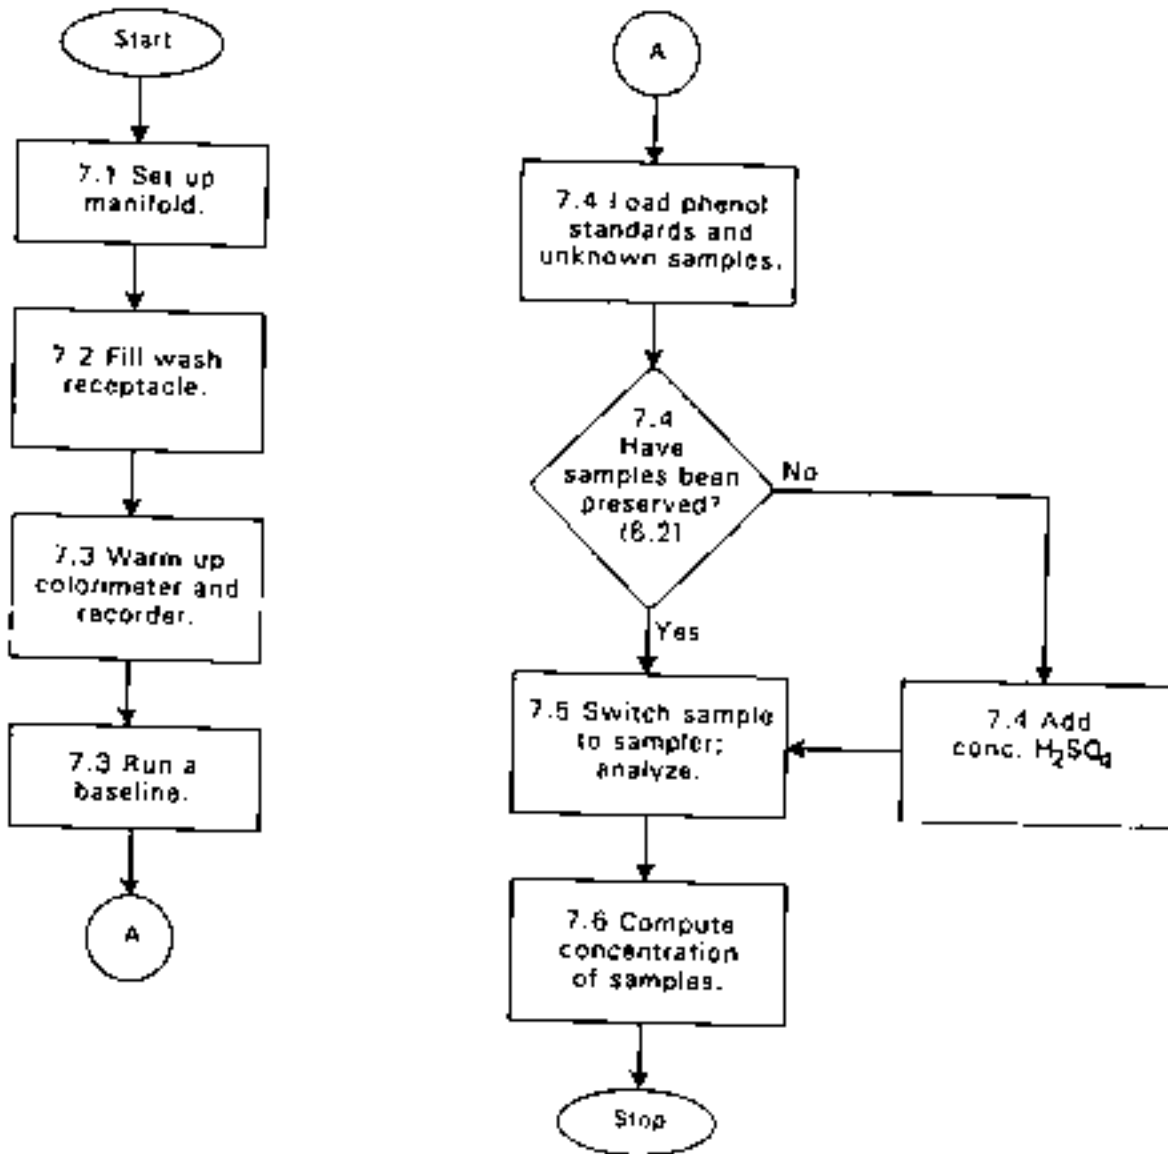 Start
7.1 Set up
manifold.
7.2 Fill wash
receptacle.
7.3 Warm up
colorimeter and
recorder.
7.3 Run a
baseline.
A
A
7.4 Load phenol
standards and
unknown samples.
7.4
Have
samples been
preserved?
(6.2)
No
Yes
7.5 Switch sample
to sampler;
analyze.
7.4 Add
conc. H₂SO₄
7.6 Compute
concentration
of samples.
Stop